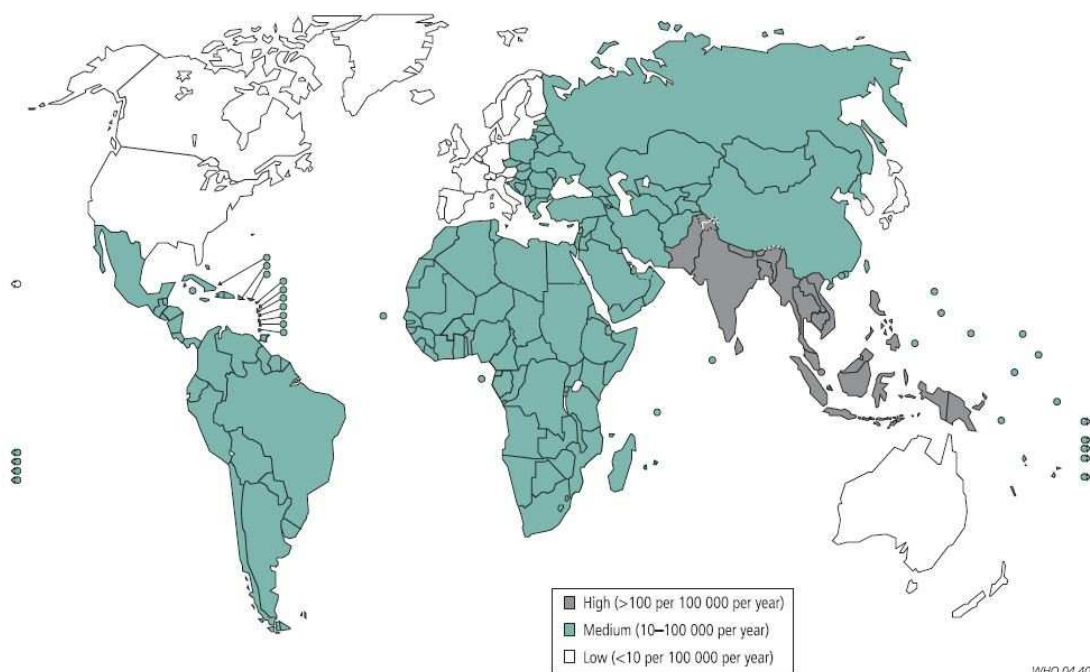 High (>100 per 100 000 per year)
Medium (10–100 000 per year)
Low (<10 per 100 000 per year)